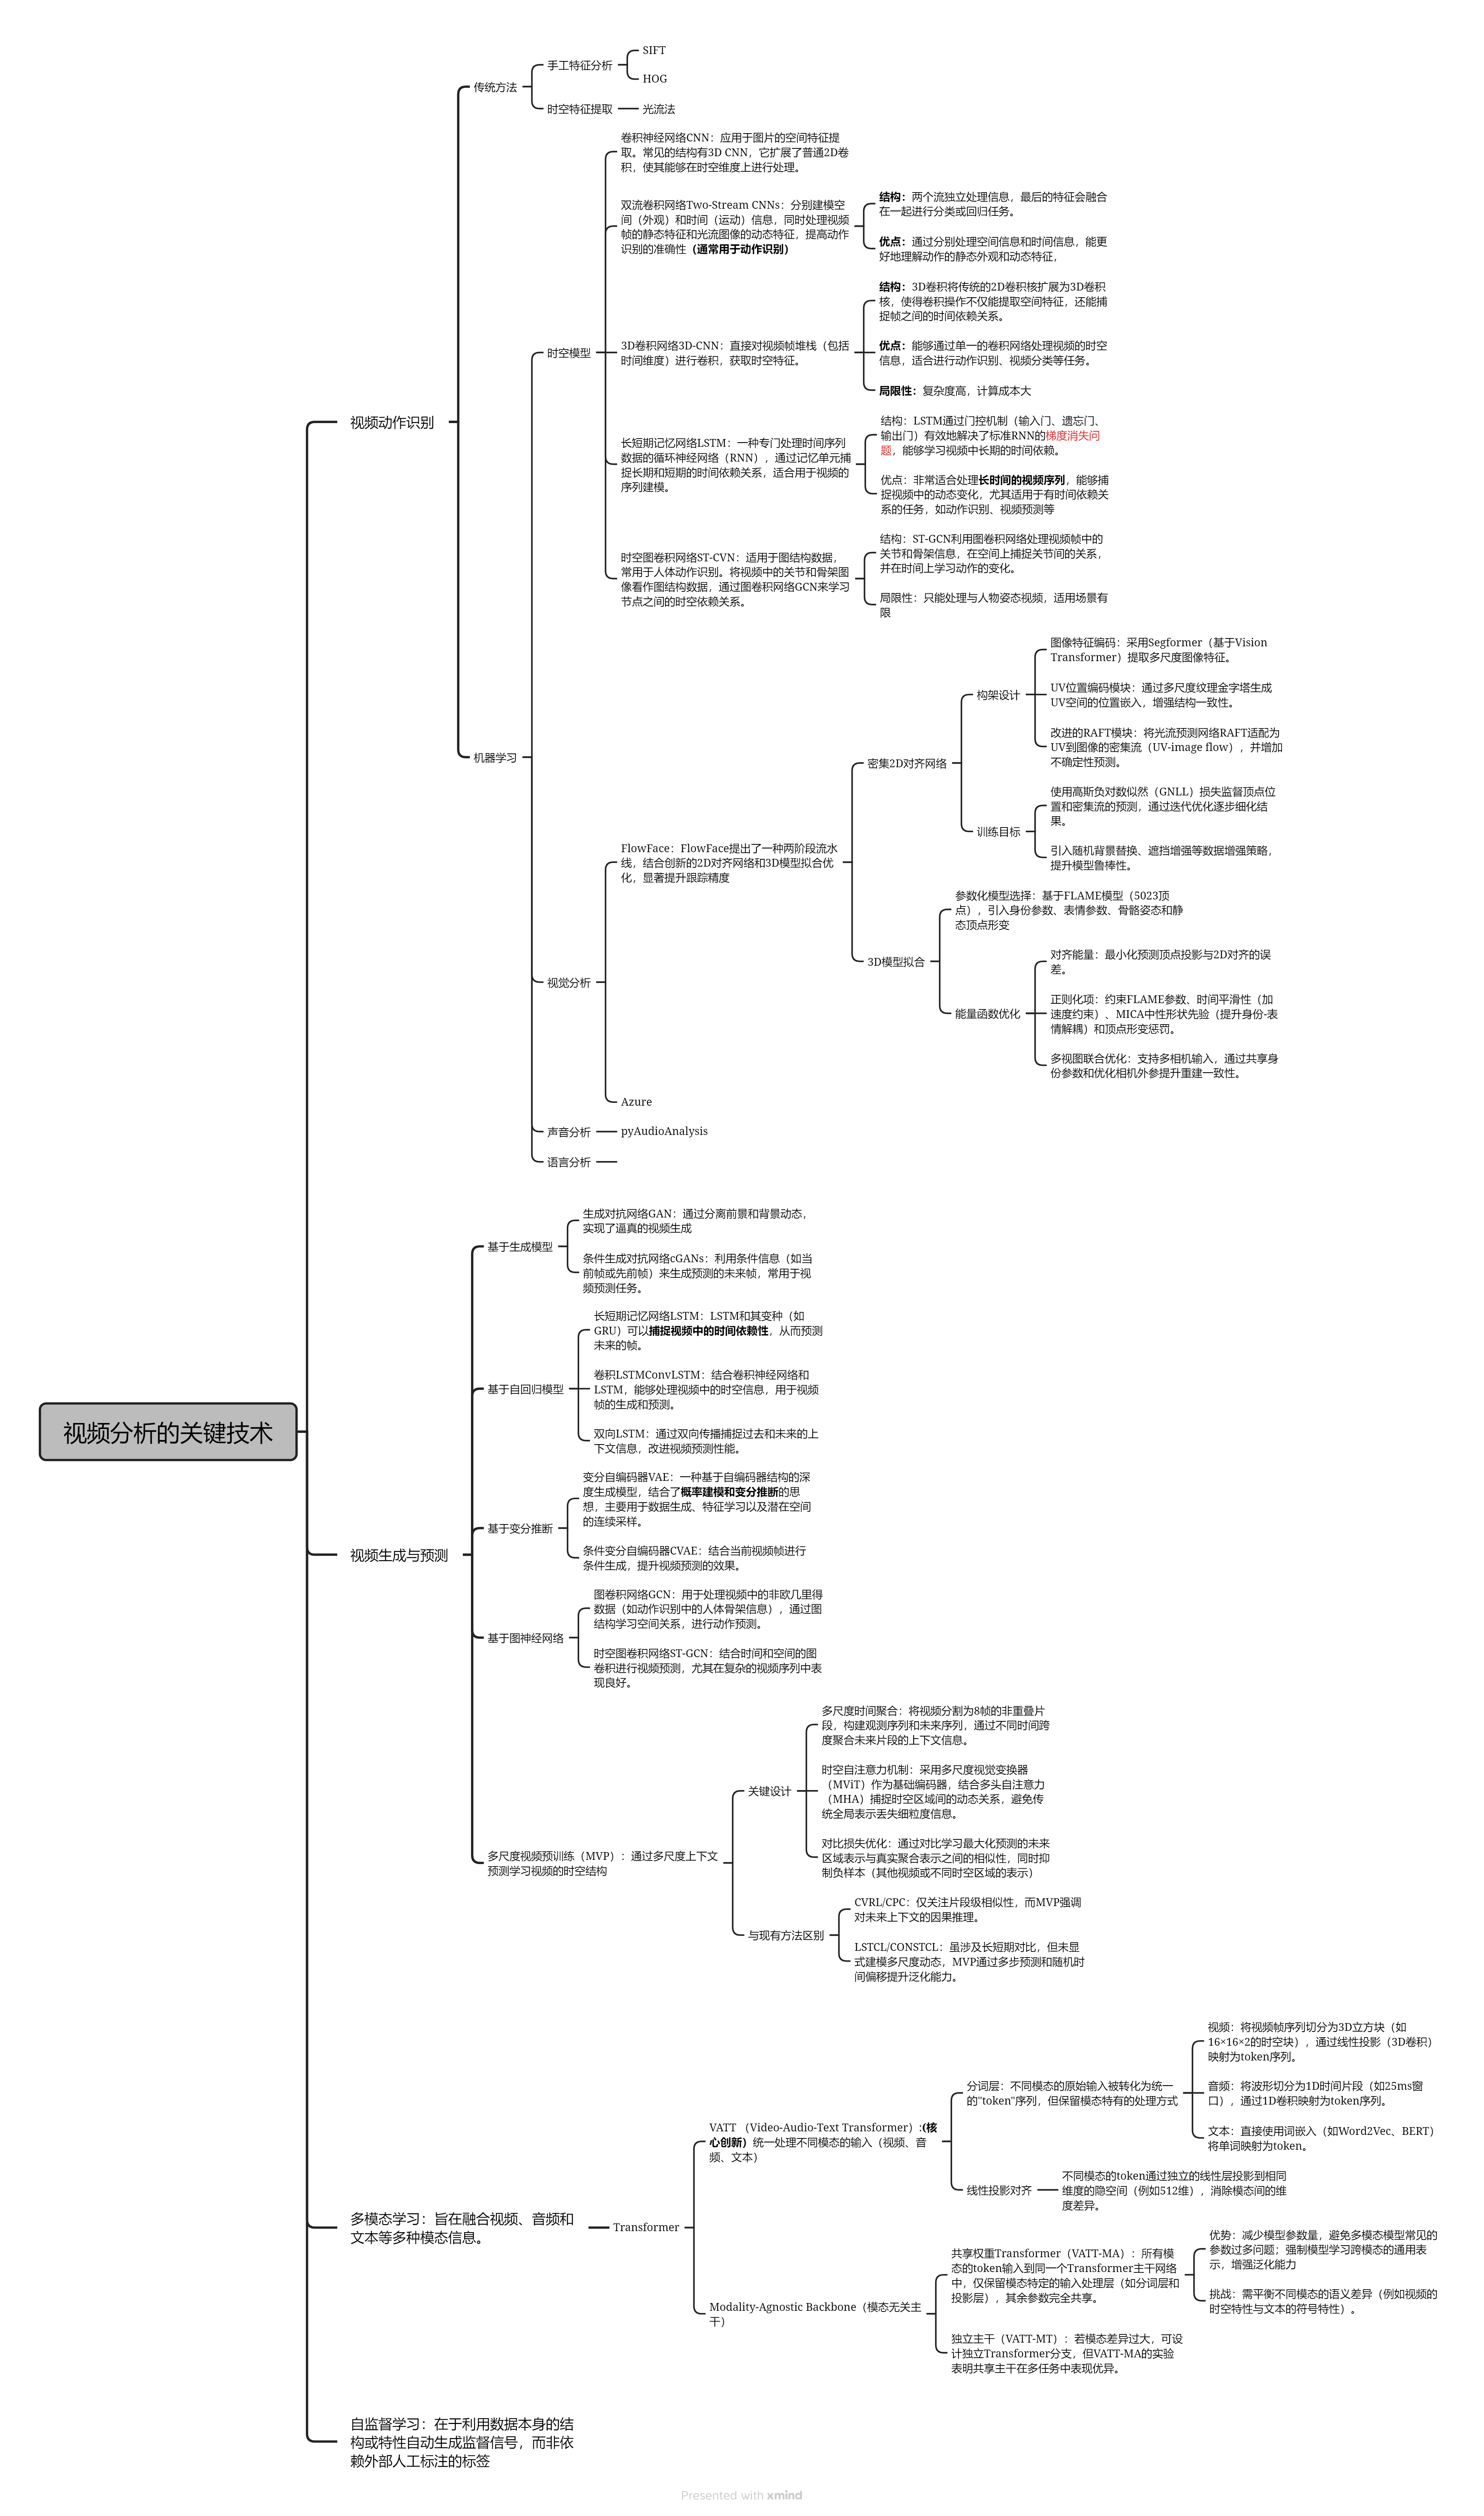 视频分析的关键技术
视频动作识别
传统方法
手工特征分析
SIFT
HOG
时空特征提取
光流法
机器学习
时空模型
卷积神经网络CNN：应用于图片的空间特征提
取。常见的结构有3D CNN，它扩展了普通2D卷
积，使其能够在时空维度上进行处理。
双流卷积网络Two-Stream CNNs：分别建模空
间（外观）和时间（运动）信息，同时处理视频
帧的静态特征和光流图像的动态特征，提高动作
识别的准确性（通常用于动作识别）
结构：两个流独立处理信息，最后的特征会融合
在一起进行分类或回归任务。
优点：通过分别处理空间信息和时间信息，能更
好地理解动作的静态外观和动态特征，
3D卷积网络3D-CNN：直接对视频帧堆栈（包括
时间维度）进行卷积，获取时空特征。
结构：3D卷积将传统的2D卷积核扩展为3D卷积
核，使得卷积操作不仅能提取空间特征，还能捕
捉帧之间的时间依赖关系。
优点：能够通过单一的卷积网络处理视频的时空
信息，适合进行动作识别、视频分类等任务。
局限性：复杂度高，计算成本大
长短期记忆网络LSTM：一种专门处理时间序列
数据的循环神经网络（RNN），通过记忆单元捕
捉长期和短期的时间依赖关系，适合用于视频的
序列建模。
结构：LSTM通过门控机制（输入门、遗忘门、
输出门）有效地解决了标准RNN的梯度消失问
题，能够学习视频中长期的时间依赖。
优点：非常适合处理长时间的视频序列，能够捕
捉视频中的动态变化，尤其适用于有时间依赖关
系的任务，如动作识别、视频预测等
时空图卷积网络ST-CVN：适用于图结构数据，
常用于人体动作识别。将视频中的关节和骨架图
像看作图结构数据，通过图卷积网络GCN来学习
节点之间的时空依赖关系。
结构：ST-GCN利用图卷积网络处理视频帧中的
关节和骨架信息，在空间上捕捉关节间的关系，
并在时间上学习动作的变化。
局限性：只能处理与人物姿态视频，适用场景有
限
视觉分析
FlowFace：FlowFace提出了一种两阶段流水
线，结合创新的2D对齐网络和3D模型拟合优
化，显著提升跟踪精度
密集2D对齐网络
构架设计
图像特征编码：采用Segformer（基于Vision
Transformer）提取多尺度图像特征。
UV位置编码模块：通过多尺度纹理金字塔生成
UV空间的位置嵌入，增强结构一致性。
改进的RAFT模块：将光流预测网络RAFT适配为
UV到图像的密集流（UV-image flow），并增加
不确定性预测。
训练目标
使用高斯负对数似然（GNLL）损失监督顶点位
置和密集流的预测，通过迭代优化逐步细化结
果。
引入随机背景替换、遮挡增强等数据增强策略，
提升模型鲁棒性。
3D模型拟合
参数化模型选择：基于FLAME模型（5023顶
点），引入身份参数、表情参数、骨骼姿态和静
态顶点形变
能量函数优化
对齐能量：最小化预测顶点投影与2D对齐的误
差。
正则化项：约束FLAME参数、时间平滑性（加
速度约束）、MICA中性形状先验（提升身份-表
情解耦）和顶点形变惩罚。
多视图联合优化：支持多相机输入，通过共享身
份参数和优化相机外参提升重建一致性。
Azure
声音分析
pyAudioAnalysis
语言分析
视频生成与预测
基于生成模型
生成对抗网络GAN：通过分离前景和背景动态，
实现了逼真的视频生成
条件生成对抗网络cGANs：利用条件信息（如当
前帧或先前帧）来生成预测的未来帧，常用于视
频预测任务。
基于自回归模型
长短期记忆网络LSTM：LSTM和其变种（如
GRU）可以捕捉视频中的时间依赖性，从而预测
未来的帧。
卷积LSTMConvLSTM：结合卷积神经网络和
LSTM，能够处理视频中的时空信息，用于视频
帧的生成和预测。
双向LSTM：通过双向传播捕捉过去和未来的上
下文信息，改进视频预测性能。
基于变分推断
变分自编码器VAE：一种基于自编码器结构的深
度生成模型，结合了概率建模和变分推断的思
想，主要用于数据生成、特征学习以及潜在空间
的连续采样。
条件变分自编码器CVAE：结合当前视频帧进行
条件生成，提升视频预测的效果。
基于图神经网络
图卷积网络GCN：用于处理视频中的非欧几里得
数据（如动作识别中的人体骨架信息），通过图
结构学习空间关系，进行动作预测。
时空图卷积网络ST-GCN：结合时间和空间的图
卷积进行视频预测，尤其在复杂的视频序列中表
现良好。
多尺度视频预训练（MVP）：通过多尺度上下文
预测学习视频的时空结构
关键设计
多尺度时间聚合：将视频分割为8帧的非重叠片
段，构建观测序列和未来序列，通过不同时间跨
度聚合未来片段的上下文信息。
时空自注意力机制：采用多尺度视觉变换器
（MViT）作为基础编码器，结合多头自注意力
（MHA）捕捉时空区域间的动态关系，避免传
统全局表示丢失细粒度信息。
对比损失优化：通过对比学习最大化预测的未来
区域表示与真实聚合表示之间的相似性，同时抑
制负样本（其他视频或不同时空区域的表示）
与现有方法区别
CVRL/CPC：仅关注片段级相似性，而MVP强调
对未来上下文的因果推理。
LSTCL/CONSTCL：虽涉及长短期对比，但未显
式建模多尺度动态，MVP通过多步预测和随机时
间偏移提升泛化能力。
多模态学习：旨在融合视频、音频和
文本等多种模态信息。
Transformer
VATT （Video-Audio-Text Transformer）:(核
心创新）统一处理不同模态的输入（视频、音
频、文本）
分词层：不同模态的原始输入被转化为统一
的"token"序列，但保留模态特有的处理方式
视频：将视频帧序列切分为3D立方块（如
16×16×2的时空块），通过线性投影（3D卷积）
映射为token序列。
音频：将波形切分为1D时间片段（如25ms窗
口），通过1D卷积映射为token序列。
文本：直接使用词嵌入（如Word2Vec、BERT）
将单词映射为token。
线性投影对齐
不同模态的token通过独立的线性层投影到相同
维度的隐空间（例如512维），消除模态间的维
度差异。
Modality-Agnostic Backbone（模态无关主
干）
共享权重Transformer（VATT-MA）：所有模
态的token输入到同一个Transformer主干网络
中，仅保留模态特定的输入处理层（如分词层和
投影层），其余参数完全共享。
优势：减少模型参数量，避免多模态模型常见的
参数过多问题；强制模型学习跨模态的通用表
示，增强泛化能力
挑战：需平衡不同模态的语义差异（例如视频的
时空特性与文本的符号特性）。
独立主干（VATT-MT）：若模态差异过大，可设
计独立Transformer分支，但VATT-MA的实验
表明共享主干在多任务中表现优异。
自监督学习：在于利用数据本身的结
构或特性自动生成监督信号，而非依
赖外部人工标注的标签
Presented with xmind